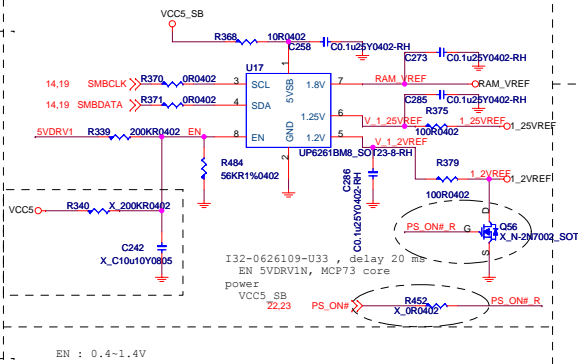 VCC5_SB
R368 10R0402
C258 C0.1u25Y0402-RH
C273 C0.1u25Y0402-RH
U17
14,19 SMBCLK R370 0R0402 3 SCL
14,19 SMBDATA R371 0R0402 4 SDA
1 5VSB
1.8V 7 RAM_VREF RAM_VREF
C285 C0.1u25Y0402-RH
R375
1.25V 6 V_1_25VREF 1_25VREF 1_25VREF
100R0402
5VDRV1 R339 200KR0402 EN 8 EN
GND 2
1.2V 5 V_1_2VREF
UP6261BM8_SOT23-8-RH
R484
56KR1%0402
C286
C0.1u25Y0402-RH
R379
100R0402
1_2VREF 1_2VREF
VCC5 R340 X_200KR0402
C242
X_C10u10Y0805
PS_ON#_R G D S
Q56
X_N-2N7002_SOT
I32-0626109-U33 , delay 20 ms
EN 5VDRV1N, MCP73 core
power
VCC5_SB
22,23 PS_ON# R452 PS_ON#_R
X_0R0402
EN : 0.4~1.4V